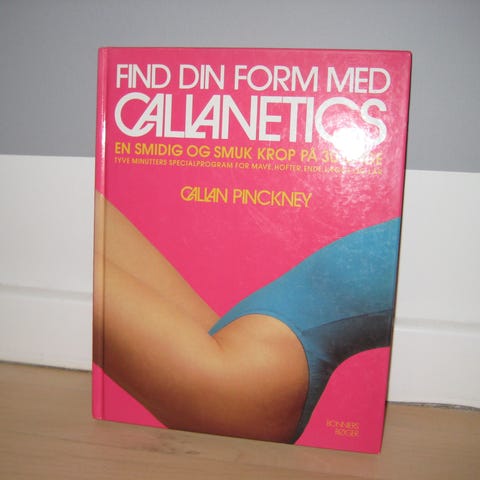 FIND DIN FORM MED
CALLANETICS
EN SMIDIG OG SMUK KROP PÅ
TYVE MINUTTERS SPECIALPROGRAM FOR MAVE, HOFTER, ENDE,
CALLAN PINCKNEY
BONNIERS
BØGER